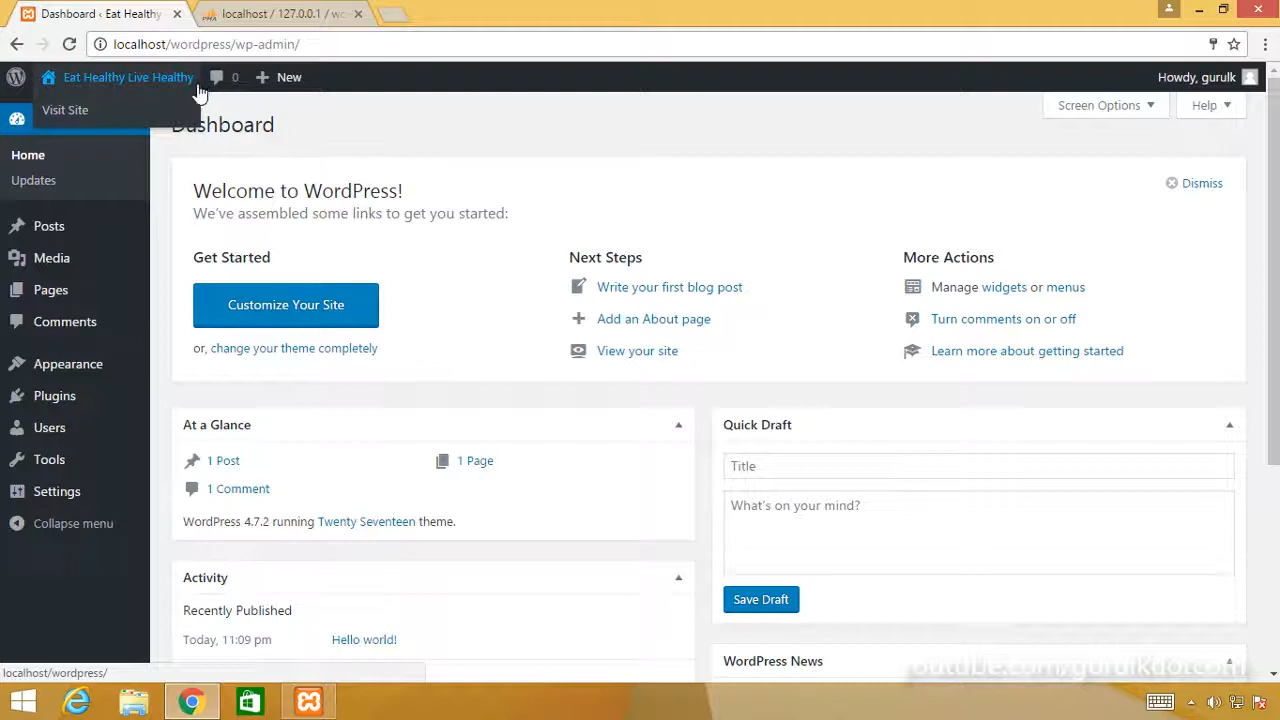 Dashboard ‹ Eat Healthy
localhost / 127.0.0.1 / wo
localhost/wordpress/wp-admin/
Eat Healthy Live Healthy
0
New
Howdy, gurulk
Visit Site
Screen Options
Help
Dashboard
Home
Updates
Posts
Media
Pages
Comments
Appearance
Plugins
Users
Tools
Settings
Collapse menu
Welcome to WordPress!
Dismiss
We've assembled some links to get you started:
Get Started
Customize Your Site
or, change your theme completely
Next Steps
Write your first blog post
Add an About page
View your site
More Actions
Manage widgets or menus
Turn comments on or off
Learn more about getting started
At a Glance
1 Post
1 Page
1 Comment
WordPress 4.7.2 running Twenty Seventeen theme.
Activity
Recently Published
Today, 11:09 pm
Hello world!
Quick Draft
Title
What's on your mind?
Save Draft
WordPress News
localhost/wordpress/